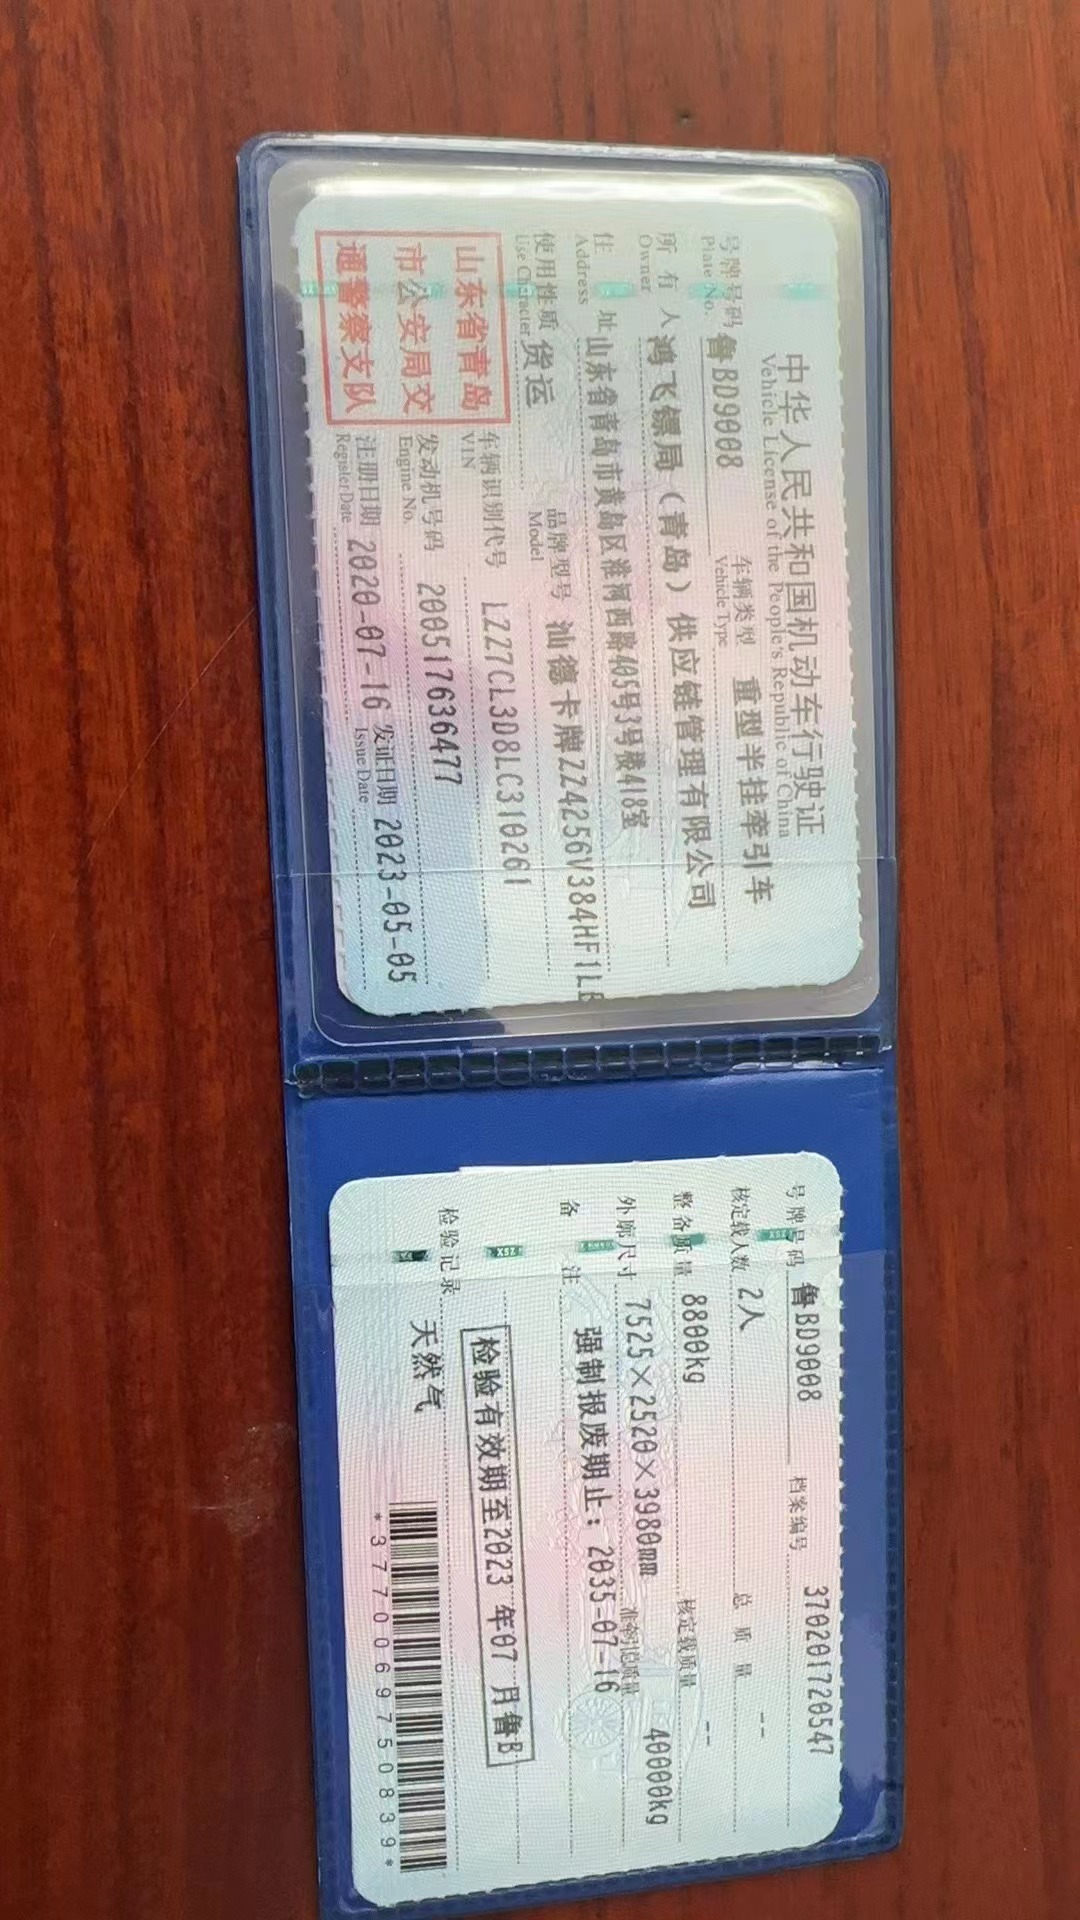 中华人民共和国机动车行驶证
Vehicle License of the People's Republic of China
号牌号码 鲁BD9008 车辆类型 重型半挂牵引车
Plate No. Vehicle Type
所有人 鸿飞镖局（青岛）供应链管理有限公司
Owner
住址 山东省青岛市黄岛区淮河西路405号3号楼418室
Address
使用性质 货运 品牌型号 汕德卡牌ZZ4256V384HF1LB
Use Character Model
山东省青岛
市公安局交
通警察支队
车辆识别代号 LZZ7CL3D8LC310261
VIN
发动机号码 200517636477
Engine No.
注册日期 2020-07-16 发证日期 2023-05-05
Register Date Issue Date
号牌号码 鲁BD9008 档案编号 370201720547
核定载人数 2人 总质量 --
整备质量 8800kg 核定载质量 --
外廓尺寸 7525×2520×3980mm 准牵引总质量 40000kg
备注 强制报废期止：2035-07-16
检验有效期至2023年07月鲁B
检验记录
天然气
*3770069750839*